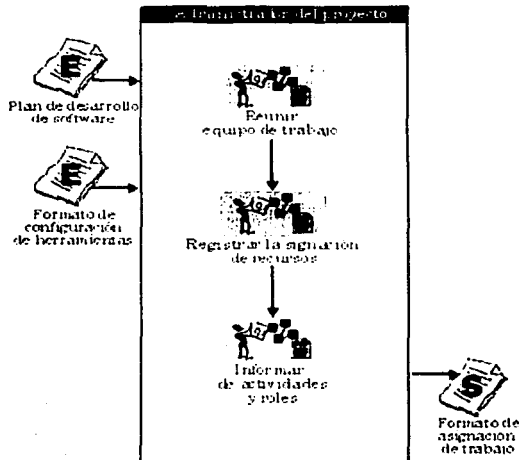 del proyecto
E
Plan de desarrollo
de software
Reunir
equipo de trabajo
E
Formato de
configuración
de herramientas
Registrar la signación
de recursos
Informar
de actividades
y roles
S
Formato de
asignación
de trabajo